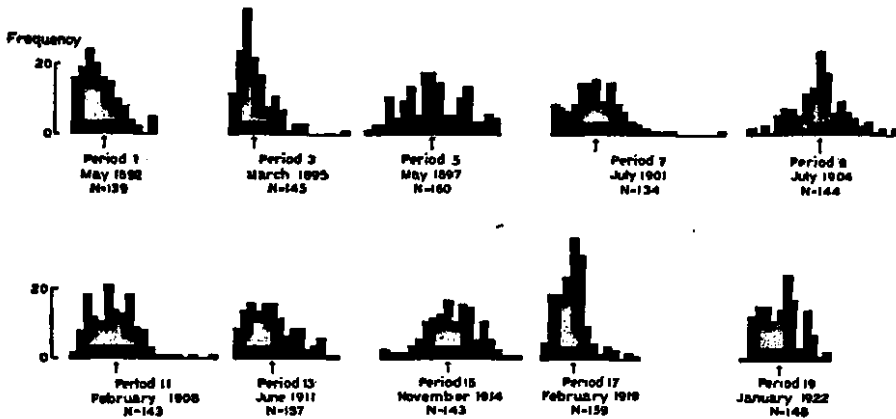 Frequency
20
0
Period 1
May 1892
N=139
Period 3
March 1895
N=145
Period 5
May 1897
N=160
Period 7
July 1901
N=134
Period
July 1904
N=144
20
0
Period 11
February 1908
N=143
Period 13
June 1911
N=137
Period 15
November 1914
N=143
Period 17
February
N=159
Period 19
January 1922
N=148